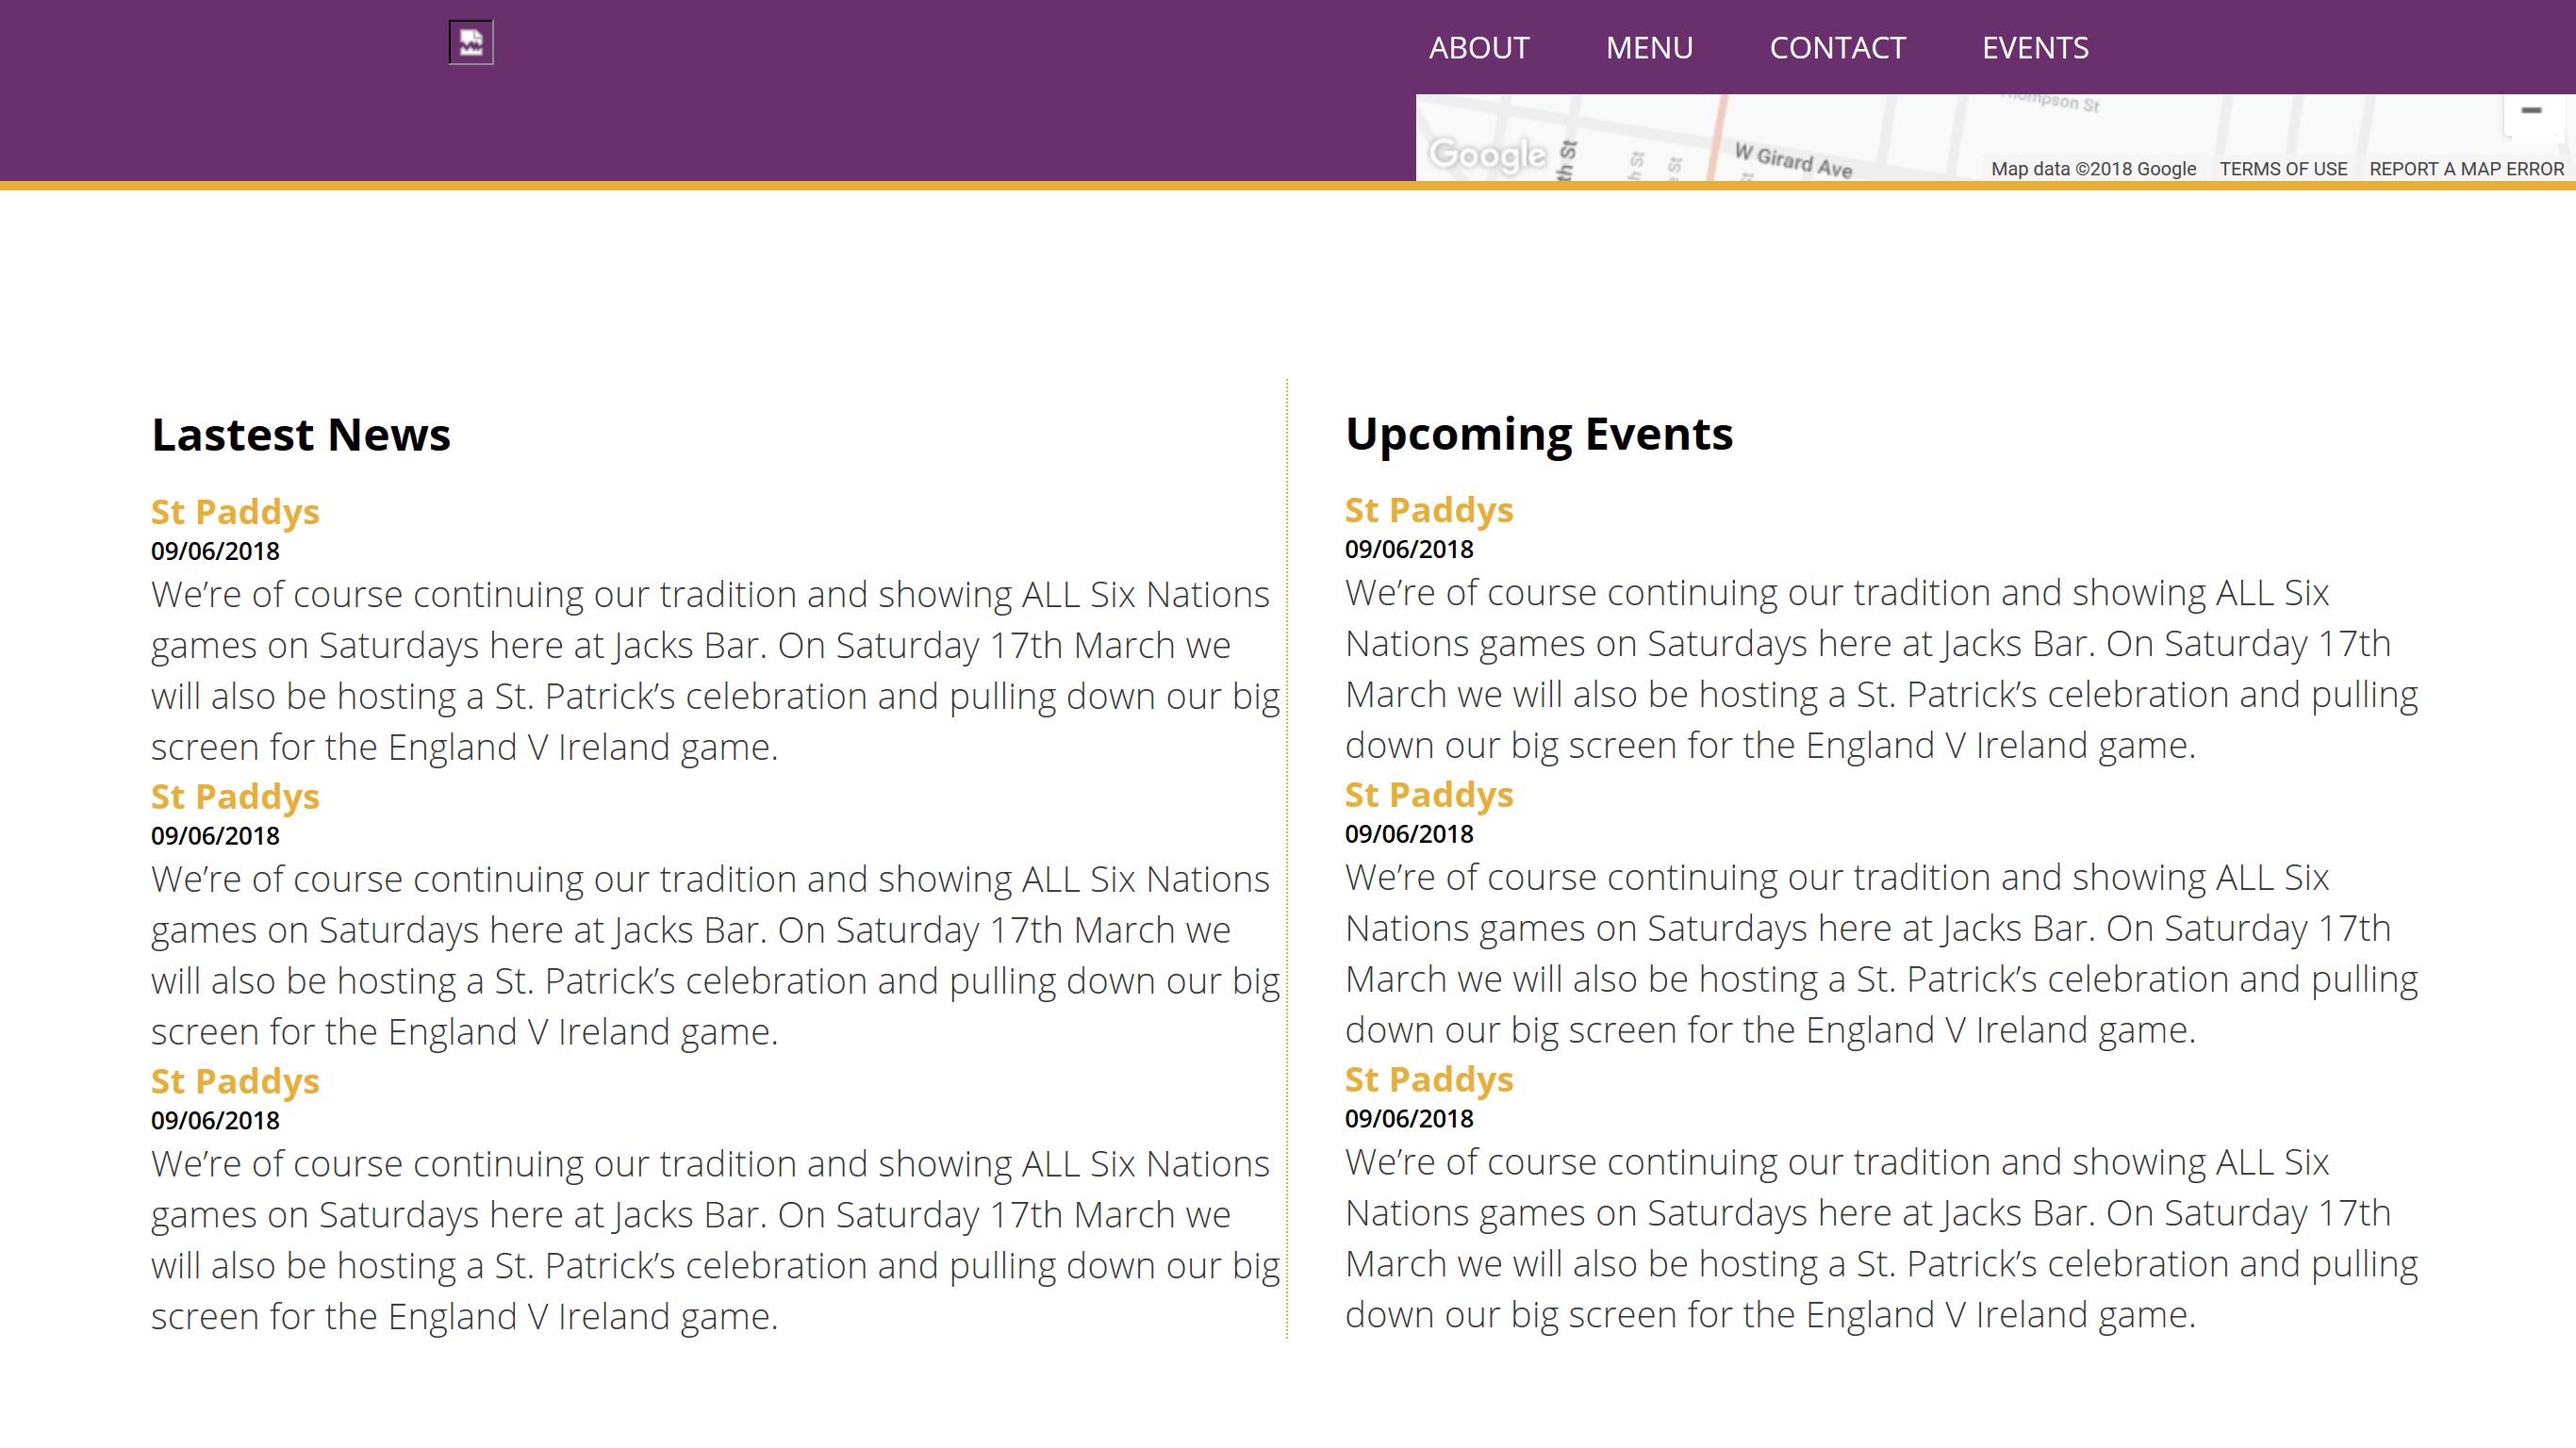 ABOUT MENU CONTACT EVENTS
Thompson St
Google
th St
h St
St
St
W Girard Ave
Map data ©2018 Google TERMS OF USE REPORT A MAP ERROR
Lastest News
St Paddys
09/06/2018
We’re of course continuing our tradition and showing ALL Six Nations
games on Saturdays here at Jacks Bar. On Saturday 17th March we
will also be hosting a St. Patrick’s celebration and pulling down our big
screen for the England V Ireland game.
St Paddys
09/06/2018
We’re of course continuing our tradition and showing ALL Six Nations
games on Saturdays here at Jacks Bar. On Saturday 17th March we
will also be hosting a St. Patrick’s celebration and pulling down our big
screen for the England V Ireland game.
St Paddys
09/06/2018
We’re of course continuing our tradition and showing ALL Six Nations
games on Saturdays here at Jacks Bar. On Saturday 17th March we
will also be hosting a St. Patrick’s celebration and pulling down our big
screen for the England V Ireland game.
Upcoming Events
St Paddys
09/06/2018
We’re of course continuing our tradition and showing ALL Six
Nations games on Saturdays here at Jacks Bar. On Saturday 17th
March we will also be hosting a St. Patrick’s celebration and pulling
down our big screen for the England V Ireland game.
St Paddys
09/06/2018
We’re of course continuing our tradition and showing ALL Six
Nations games on Saturdays here at Jacks Bar. On Saturday 17th
March we will also be hosting a St. Patrick’s celebration and pulling
down our big screen for the England V Ireland game.
St Paddys
09/06/2018
We’re of course continuing our tradition and showing ALL Six
Nations games on Saturdays here at Jacks Bar. On Saturday 17th
March we will also be hosting a St. Patrick’s celebration and pulling
down our big screen for the England V Ireland game.